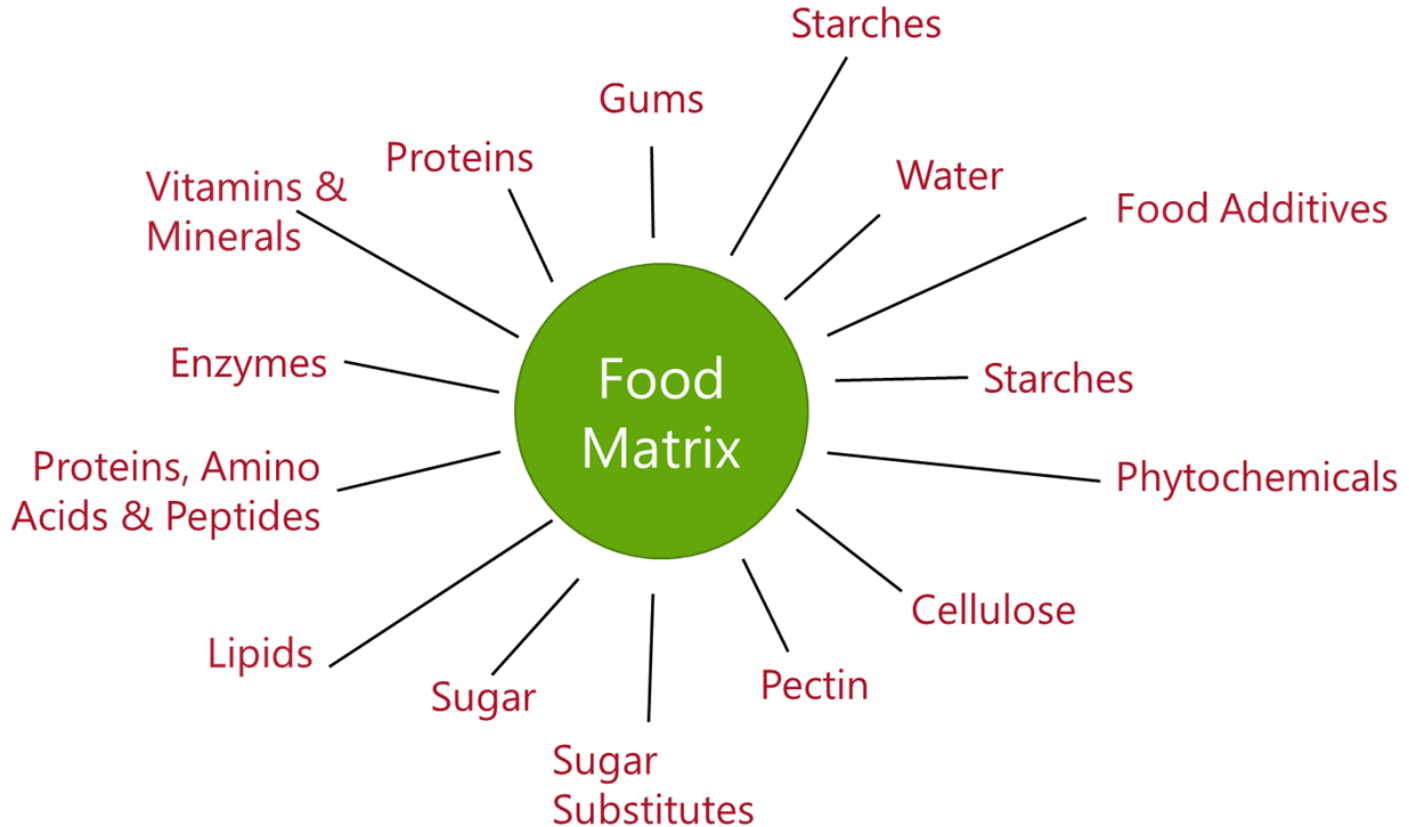 Starches
Gums
Proteins
Water
Vitamins &
Minerals
Food Additives
Enzymes
Food
Matrix
Starches
Proteins, Amino
Acids & Peptides
Phytochemicals
Cellulose
Lipids
Sugar
Pectin
Sugar
Substitutes